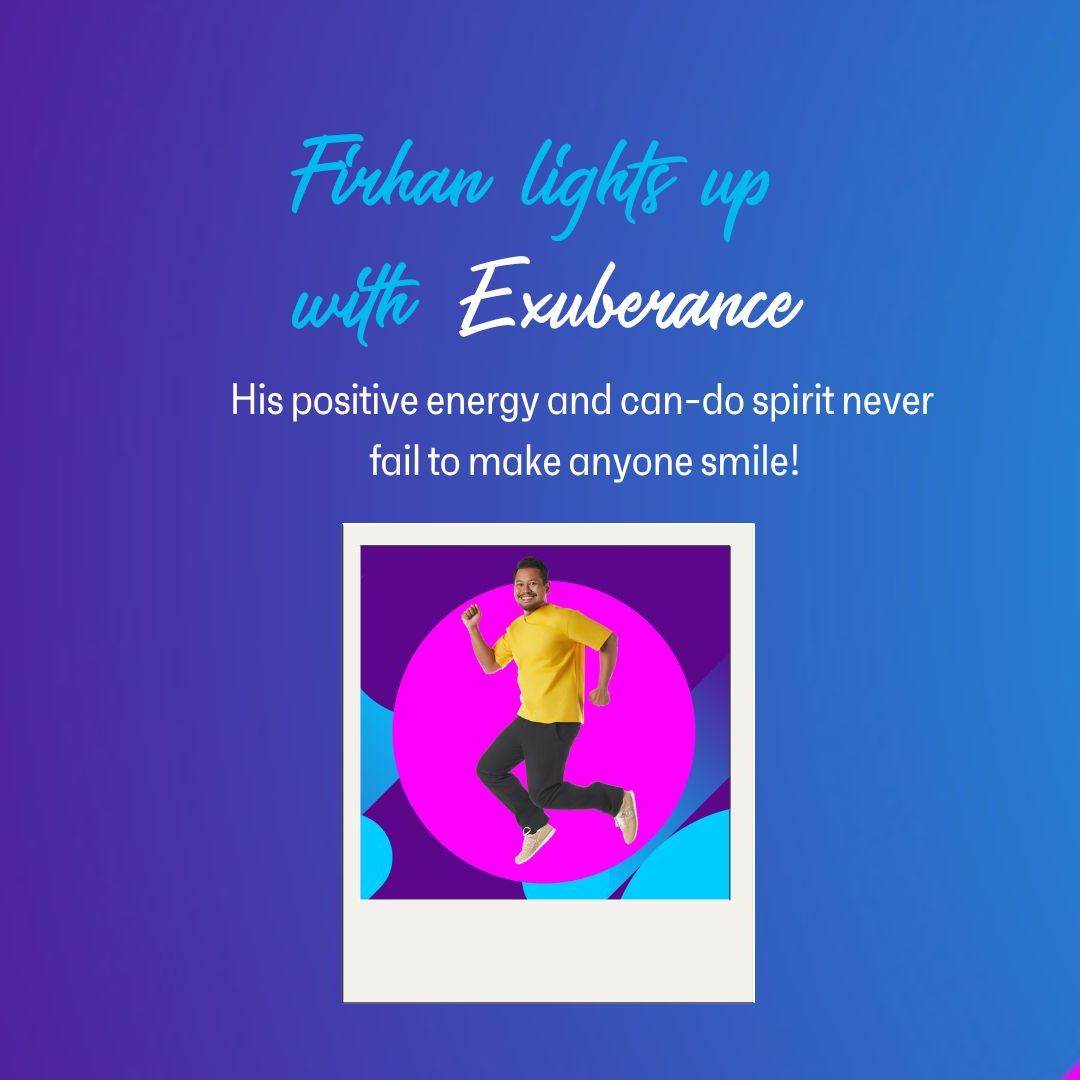 Firhan lights up
with Exuberance
His positive energy and can-do spirit never
fail to make anyone smile!